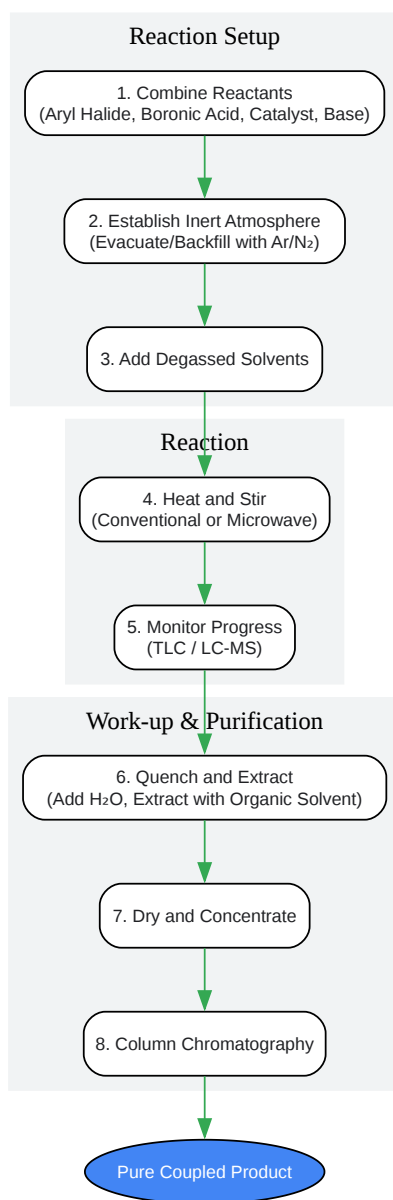 Reaction Setup
1. Combine Reactants
(Aryl Halide, Boronic Acid, Catalyst, Base)
2. Establish Inert Atmosphere
(Evacuate/Backfill with Ar/N₂)
3. Add Degassed Solvents
Reaction
4. Heat and Stir
(Conventional or Microwave)
5. Monitor Progress
(TLC / LC-MS)
Work-up & Purification
6. Quench and Extract
(Add H₂O, Extract with Organic Solvent)
7. Dry and Concentrate
8. Column Chromatography
Pure Coupled Product